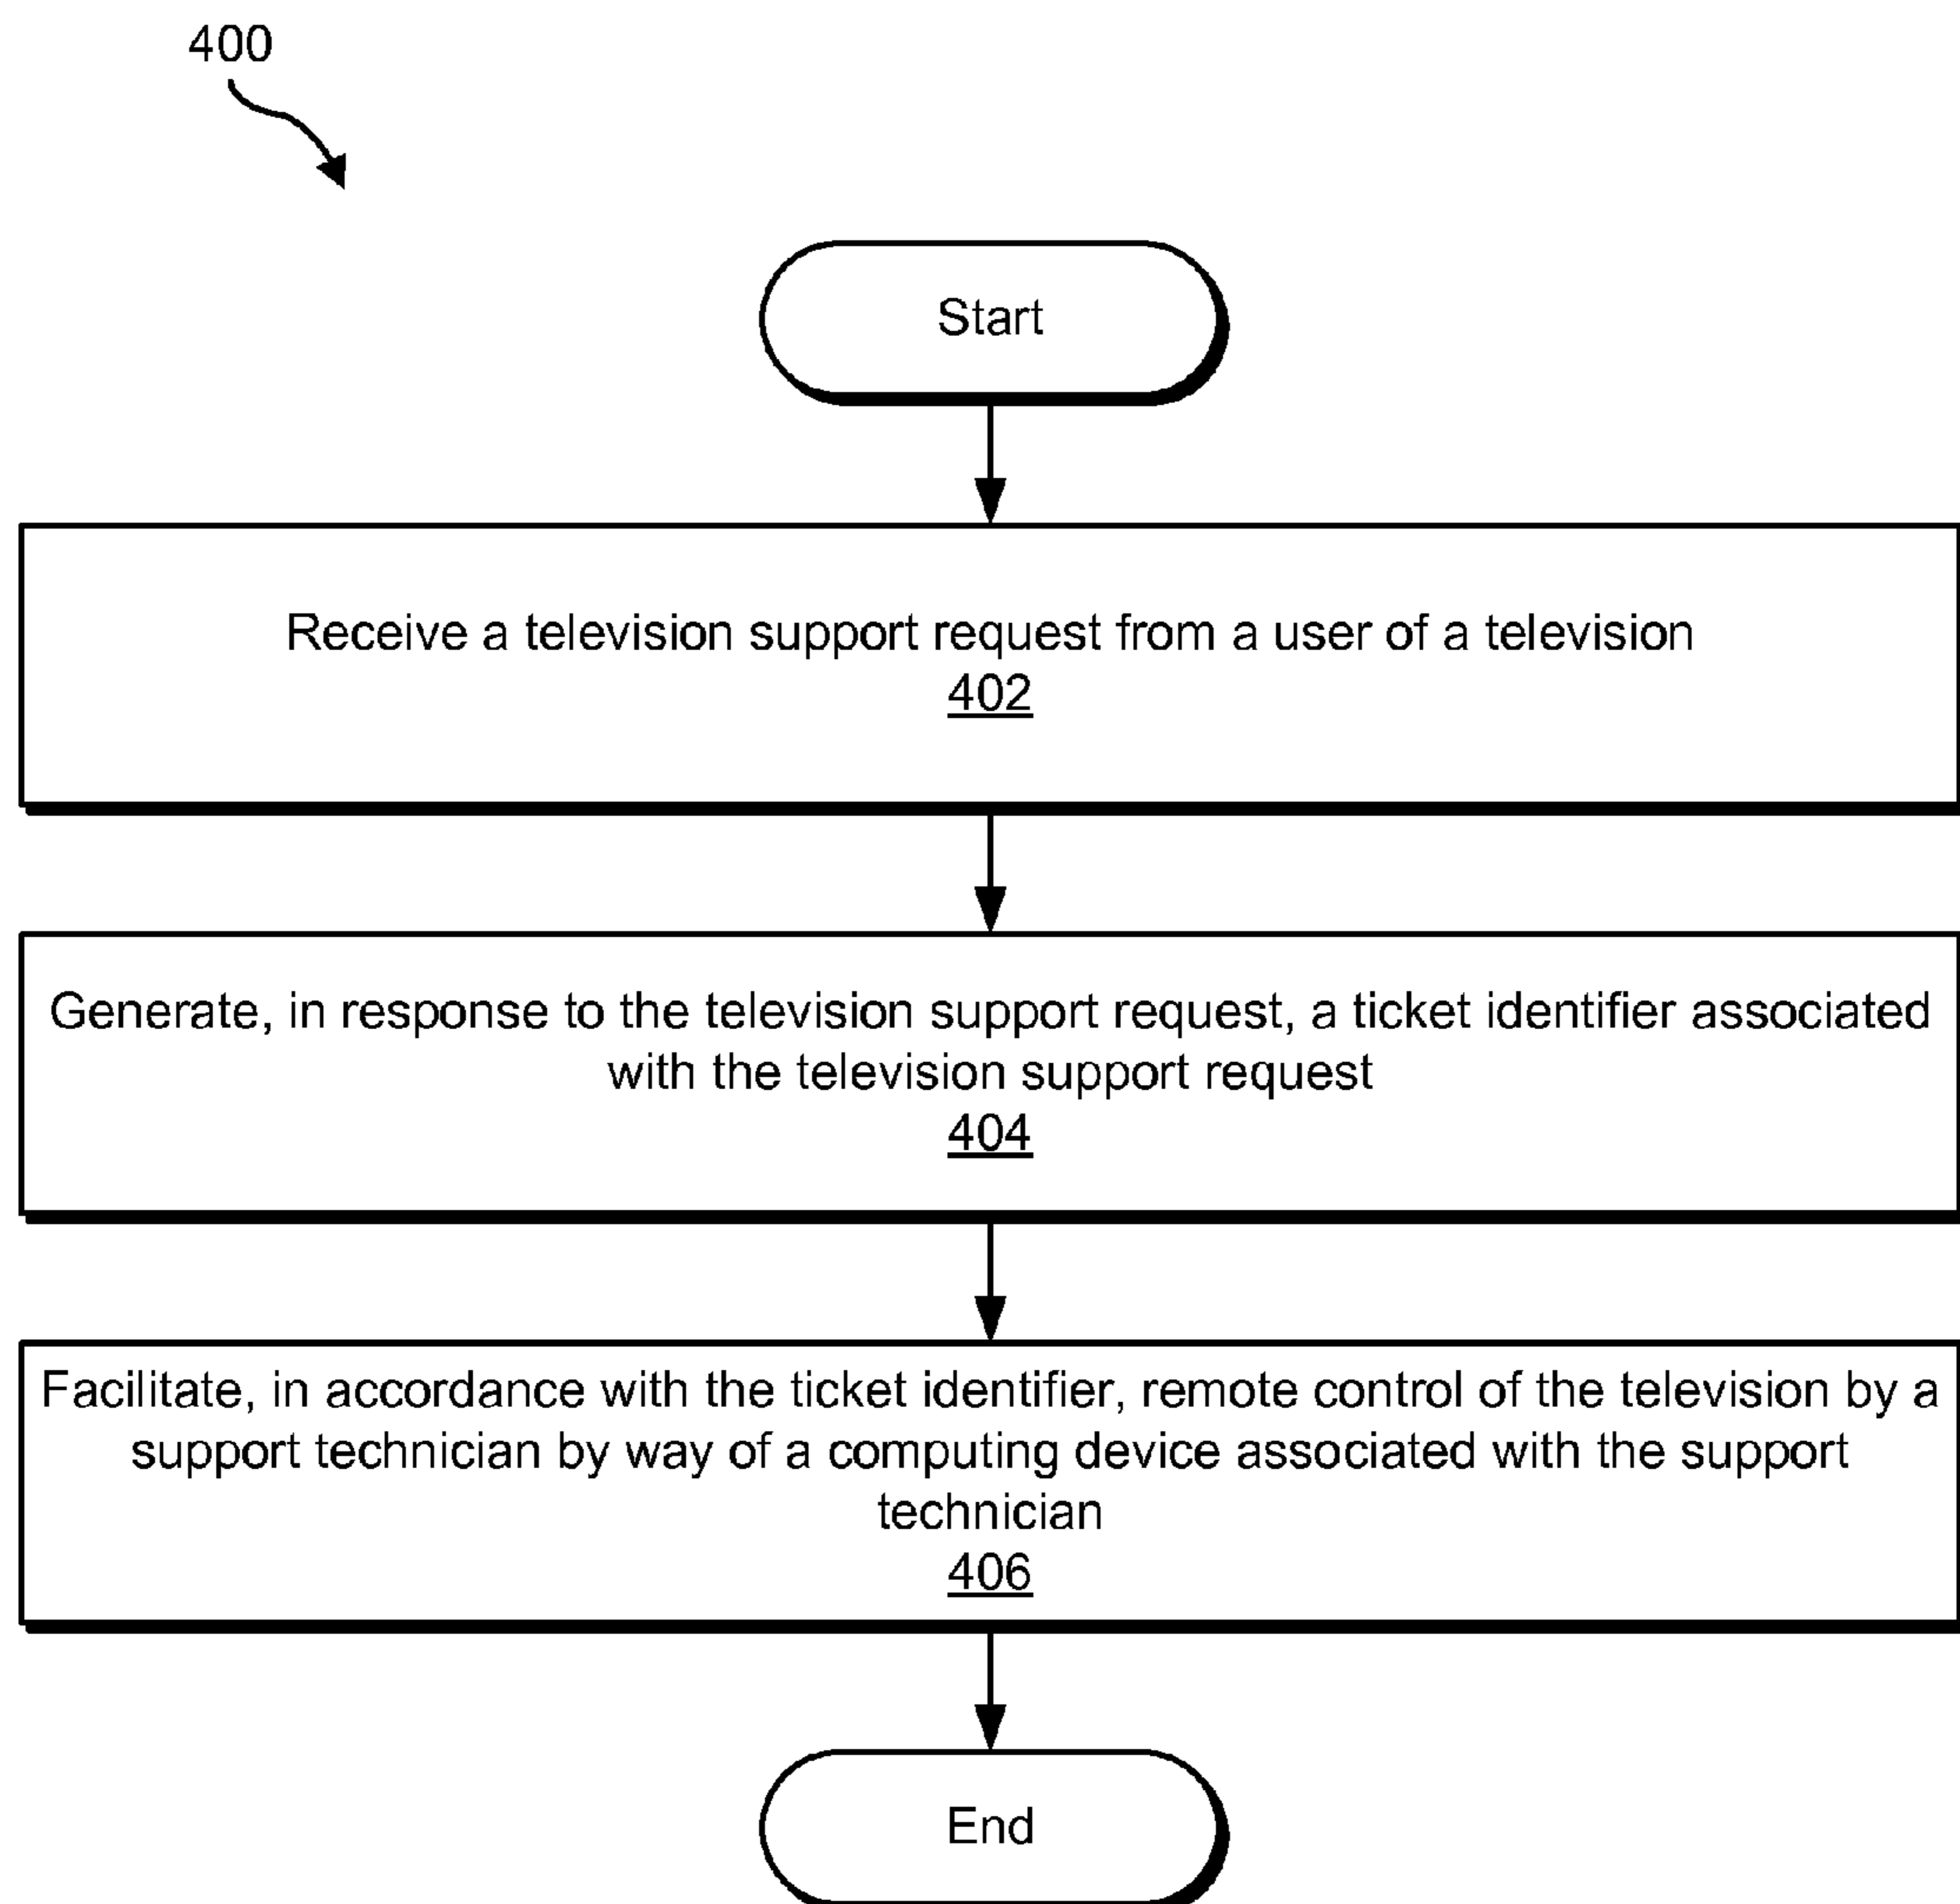 400
Start
Receive a television support request from a user of a television
402
Generate, in response to the television support request, a ticket identifier associated
with the television support request
404
Facilitate, in accordance with the ticket identifier, remote control of the television by a
support technician by way of a computing device associated with the support
technician
406
End